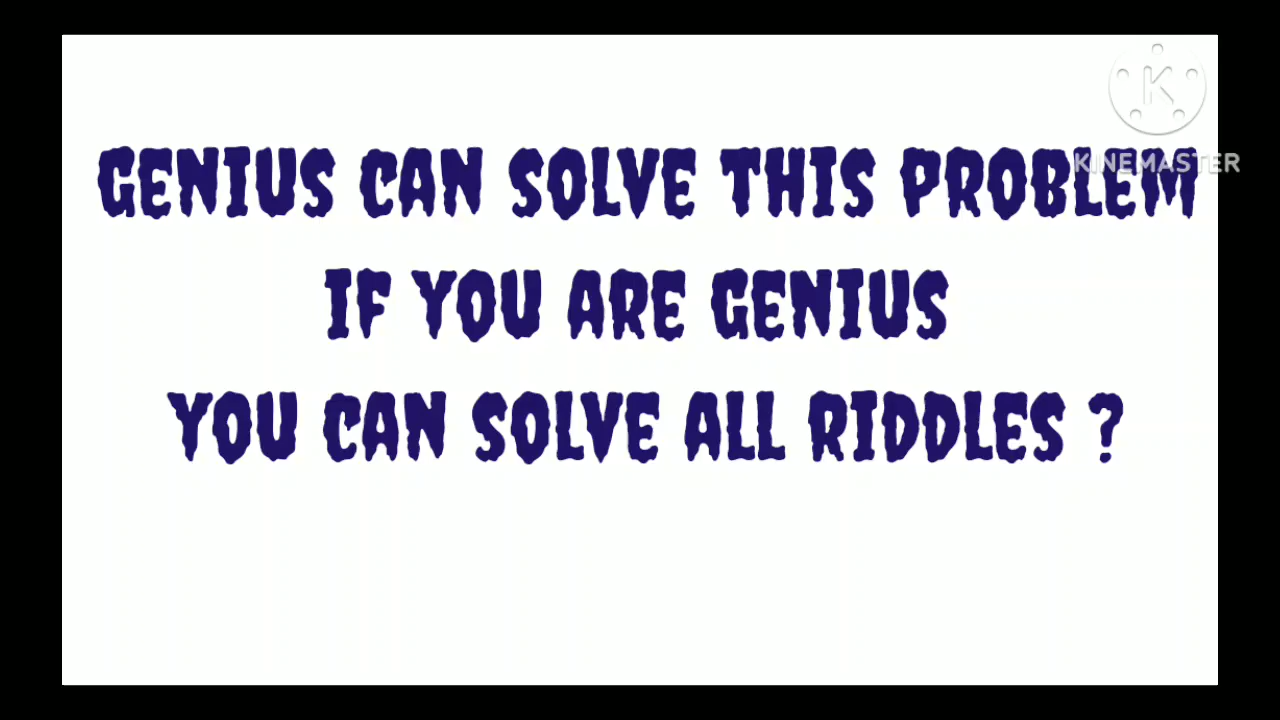 KINEMASTER
GENIUS CAN SOLVE THIS PROBLEM
IF YOU ARE GENIUS
YOU CAN SOLVE ALL RIDDLES ?